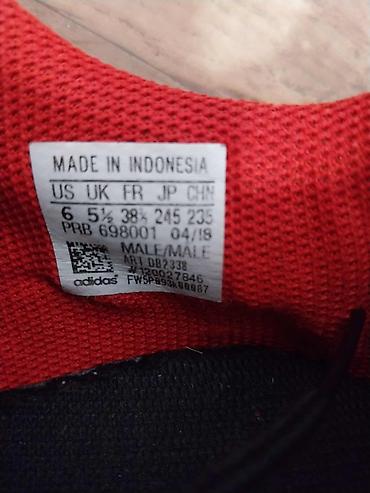 MADE IN INDONESIA
US UK FR JP CHN
6 5½ 38⅔ 245 235
PRB 698001 04/18
MALE/MALE
ART DB2338
#120027846
adidas